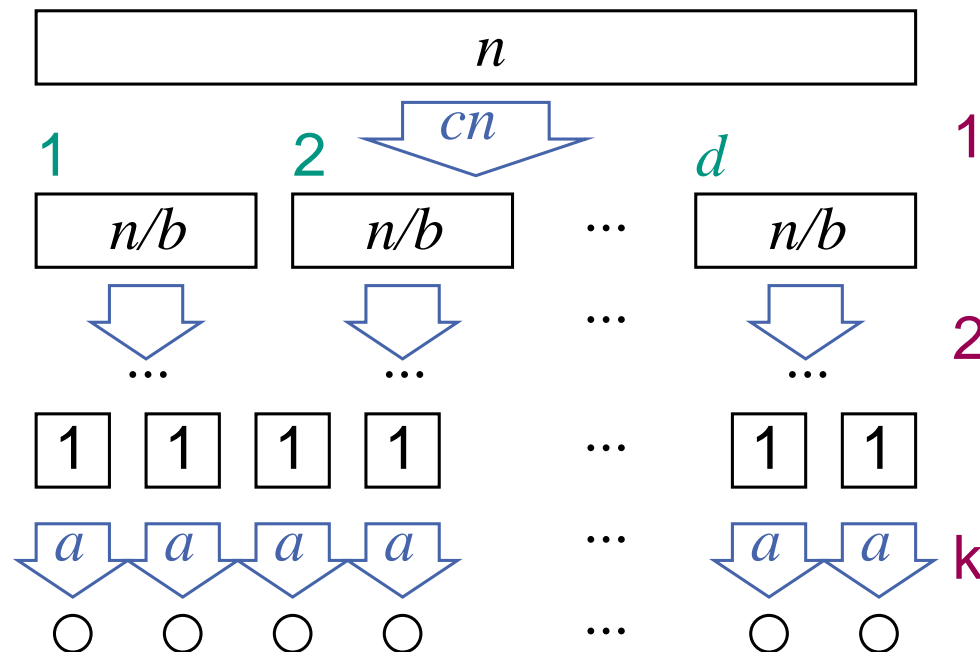 n
cn
1 2 d 1
n/b n/b ... n/b
... 2
... ... ...
1 1 1 1 ... 1 1
a a a a ... a a k
...